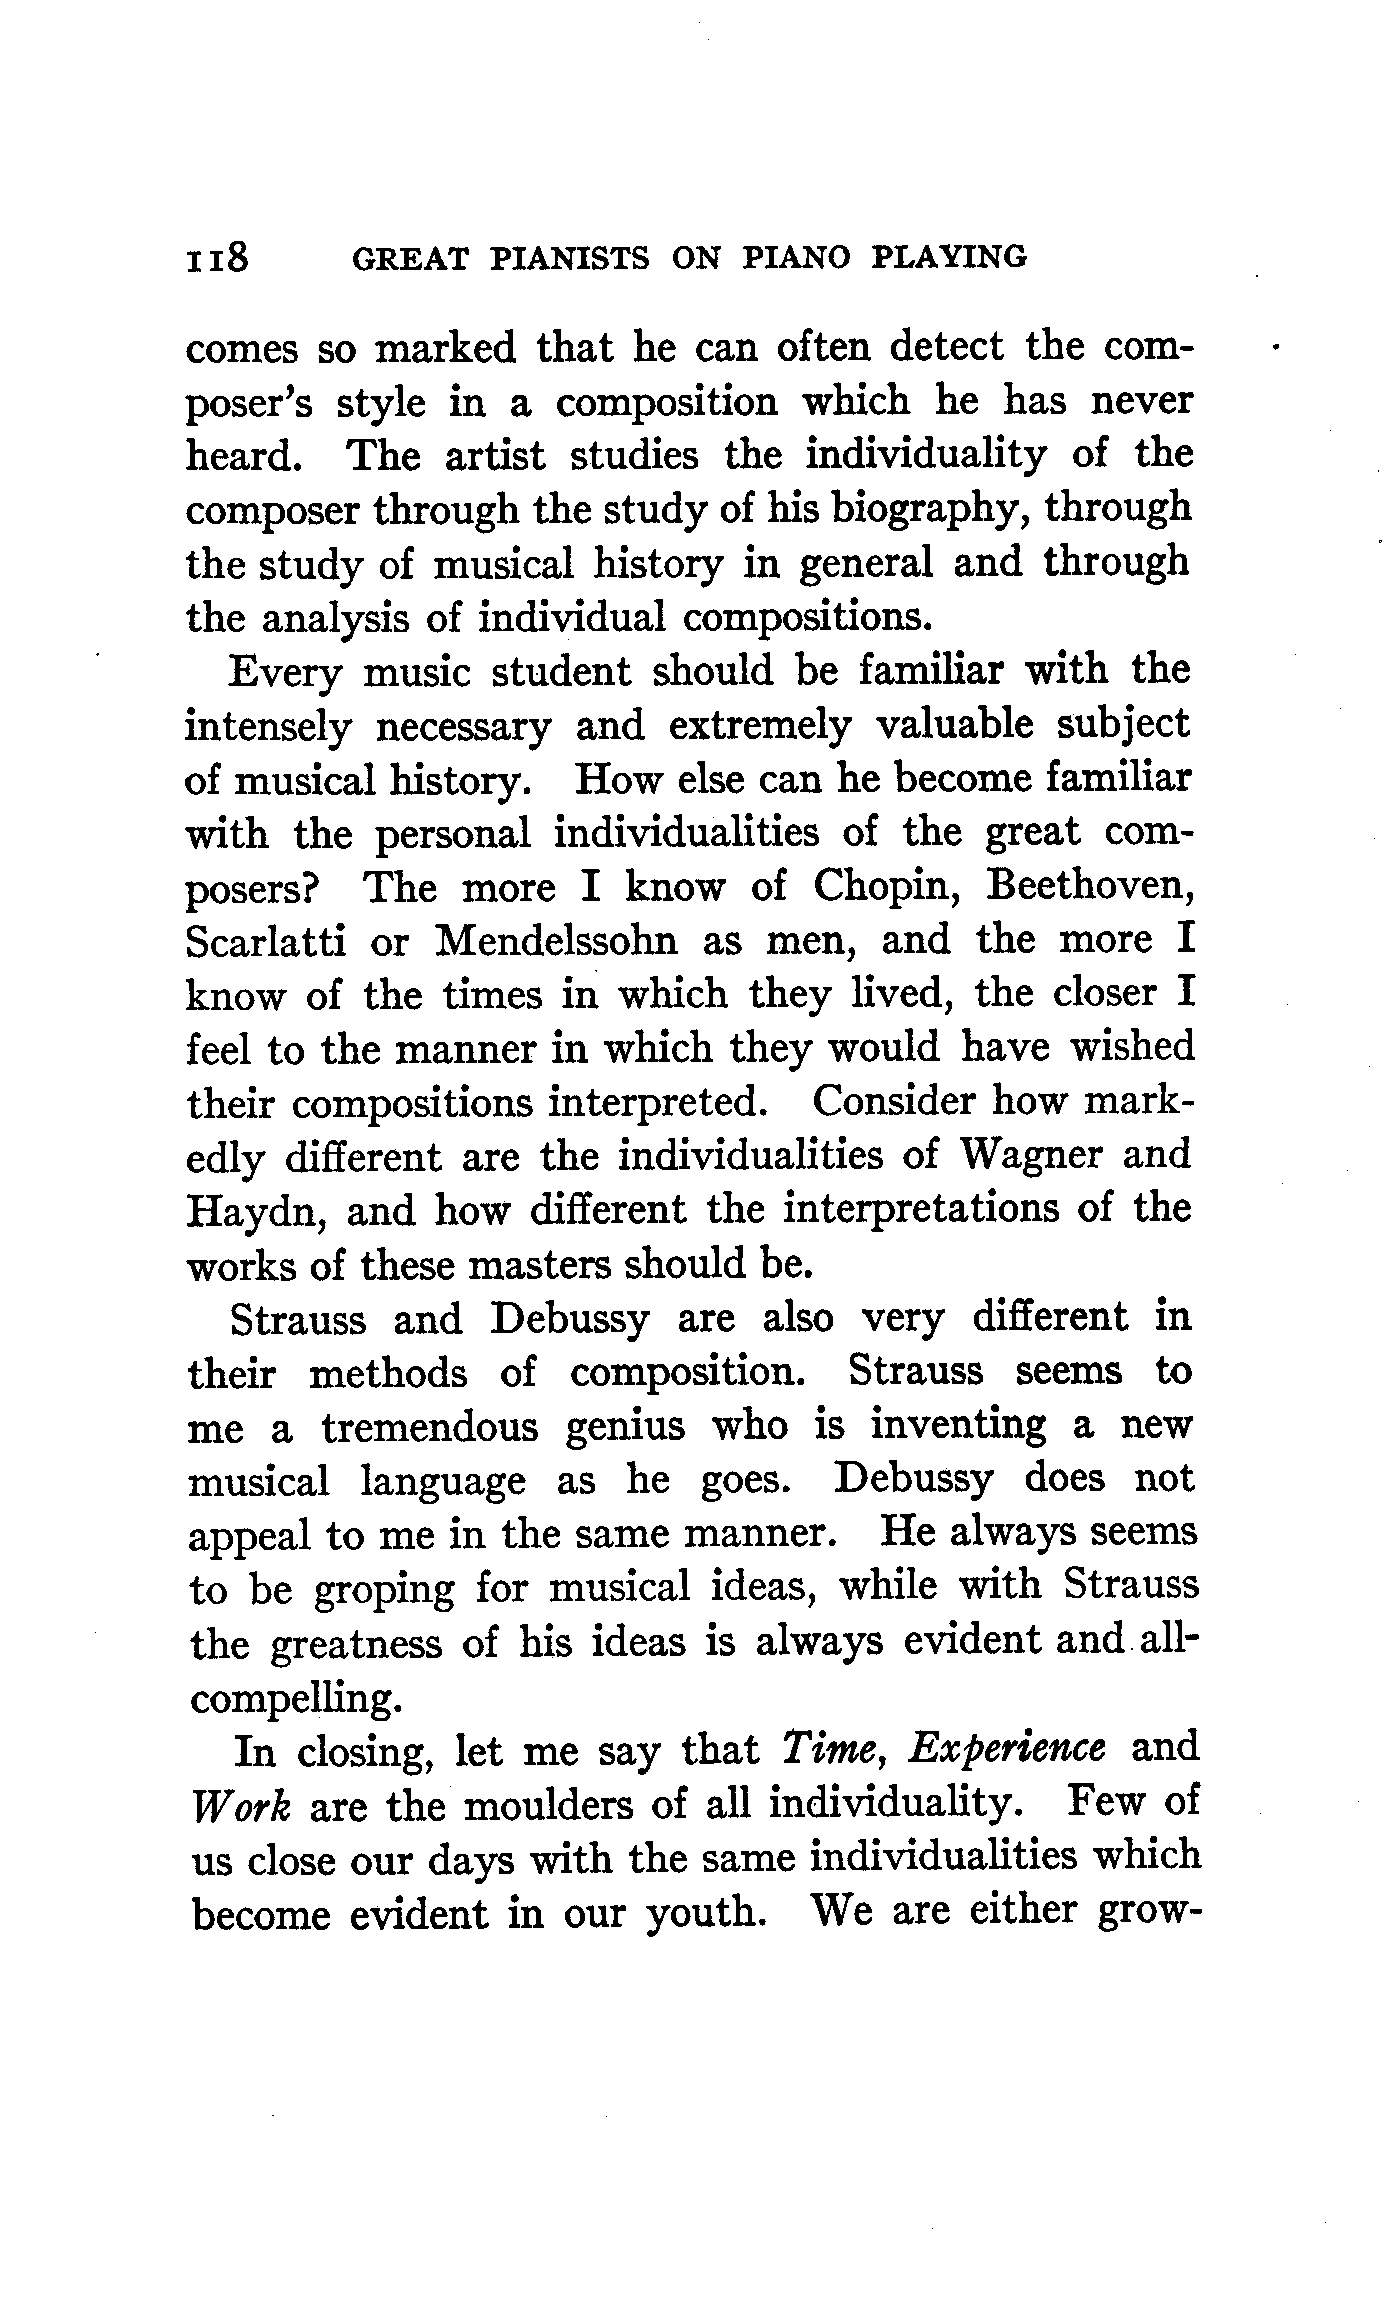 118 GREAT PIANISTS ON PIANO PLAYING
comes so marked that he can often detect the com-
poser's style in a composition which he has never
heard. The artist studies the individuality of the
composer through the study of his biography, through
the study of musical history in general and through
the analysis of individual compositions.
Every music student should be familiar with the
intensely necessary and extremely valuable subject
of musical history. How else can he become familiar
with the personal individualities of the great com-
posers? The more I know of Chopin, Beethoven,
Scarlatti or Mendelssohn as men, and the more I
know of the times in which they lived, the closer I
feel to the manner in which they would have wished
their compositions interpreted. Consider how mark-
edly different are the individualities of Wagner and
Haydn, and how different the interpretations of the
works of these masters should be.
Strauss and Debussy are also very different in
their methods of composition. Strauss seems to
me a tremendous genius who is inventing a new
musical language as he goes. Debussy does not
appeal to me in the same manner. He always seems
to be groping for musical ideas, while with Strauss
the greatness of his ideas is always evident and all-
compelling.
In closing, let me say that Time, Experience and
Work are the moulders of all individuality. Few of
us close our days with the same individualities which
become evident in our youth. We are either grow-